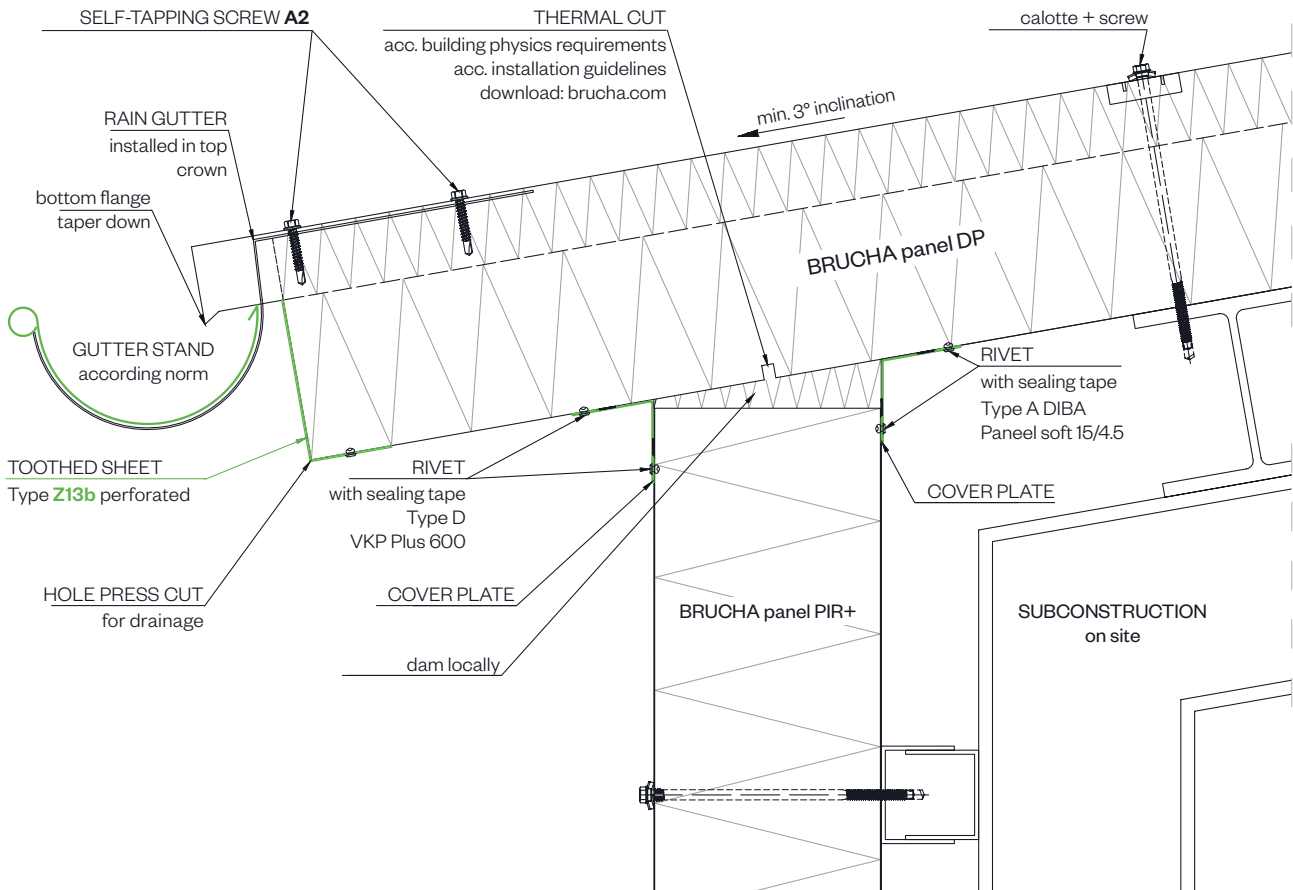 SELF-TAPPING SCREW A2
THERMAL CUT
acc. building physics requirements
acc. installation guidelines
download: brucha.com
calotte + screw
min. 3° inclination
RAIN GUTTER
installed in top
crown
bottom flange
taper down
BRUCHA panel DP
GUTTER STAND
according norm
RIVET
with sealing tape
Type A DIBA
Paneel soft 15/4.5
TOOTHED SHEET
Type Z13b perforated
RIVET
with sealing tape
Type D
VKP Plus 600
COVER PLATE
HOLE PRESS CUT
for drainage
COVER PLATE
BRUCHA panel PIR+
SUBCONSTRUCTION
on site
dam locally